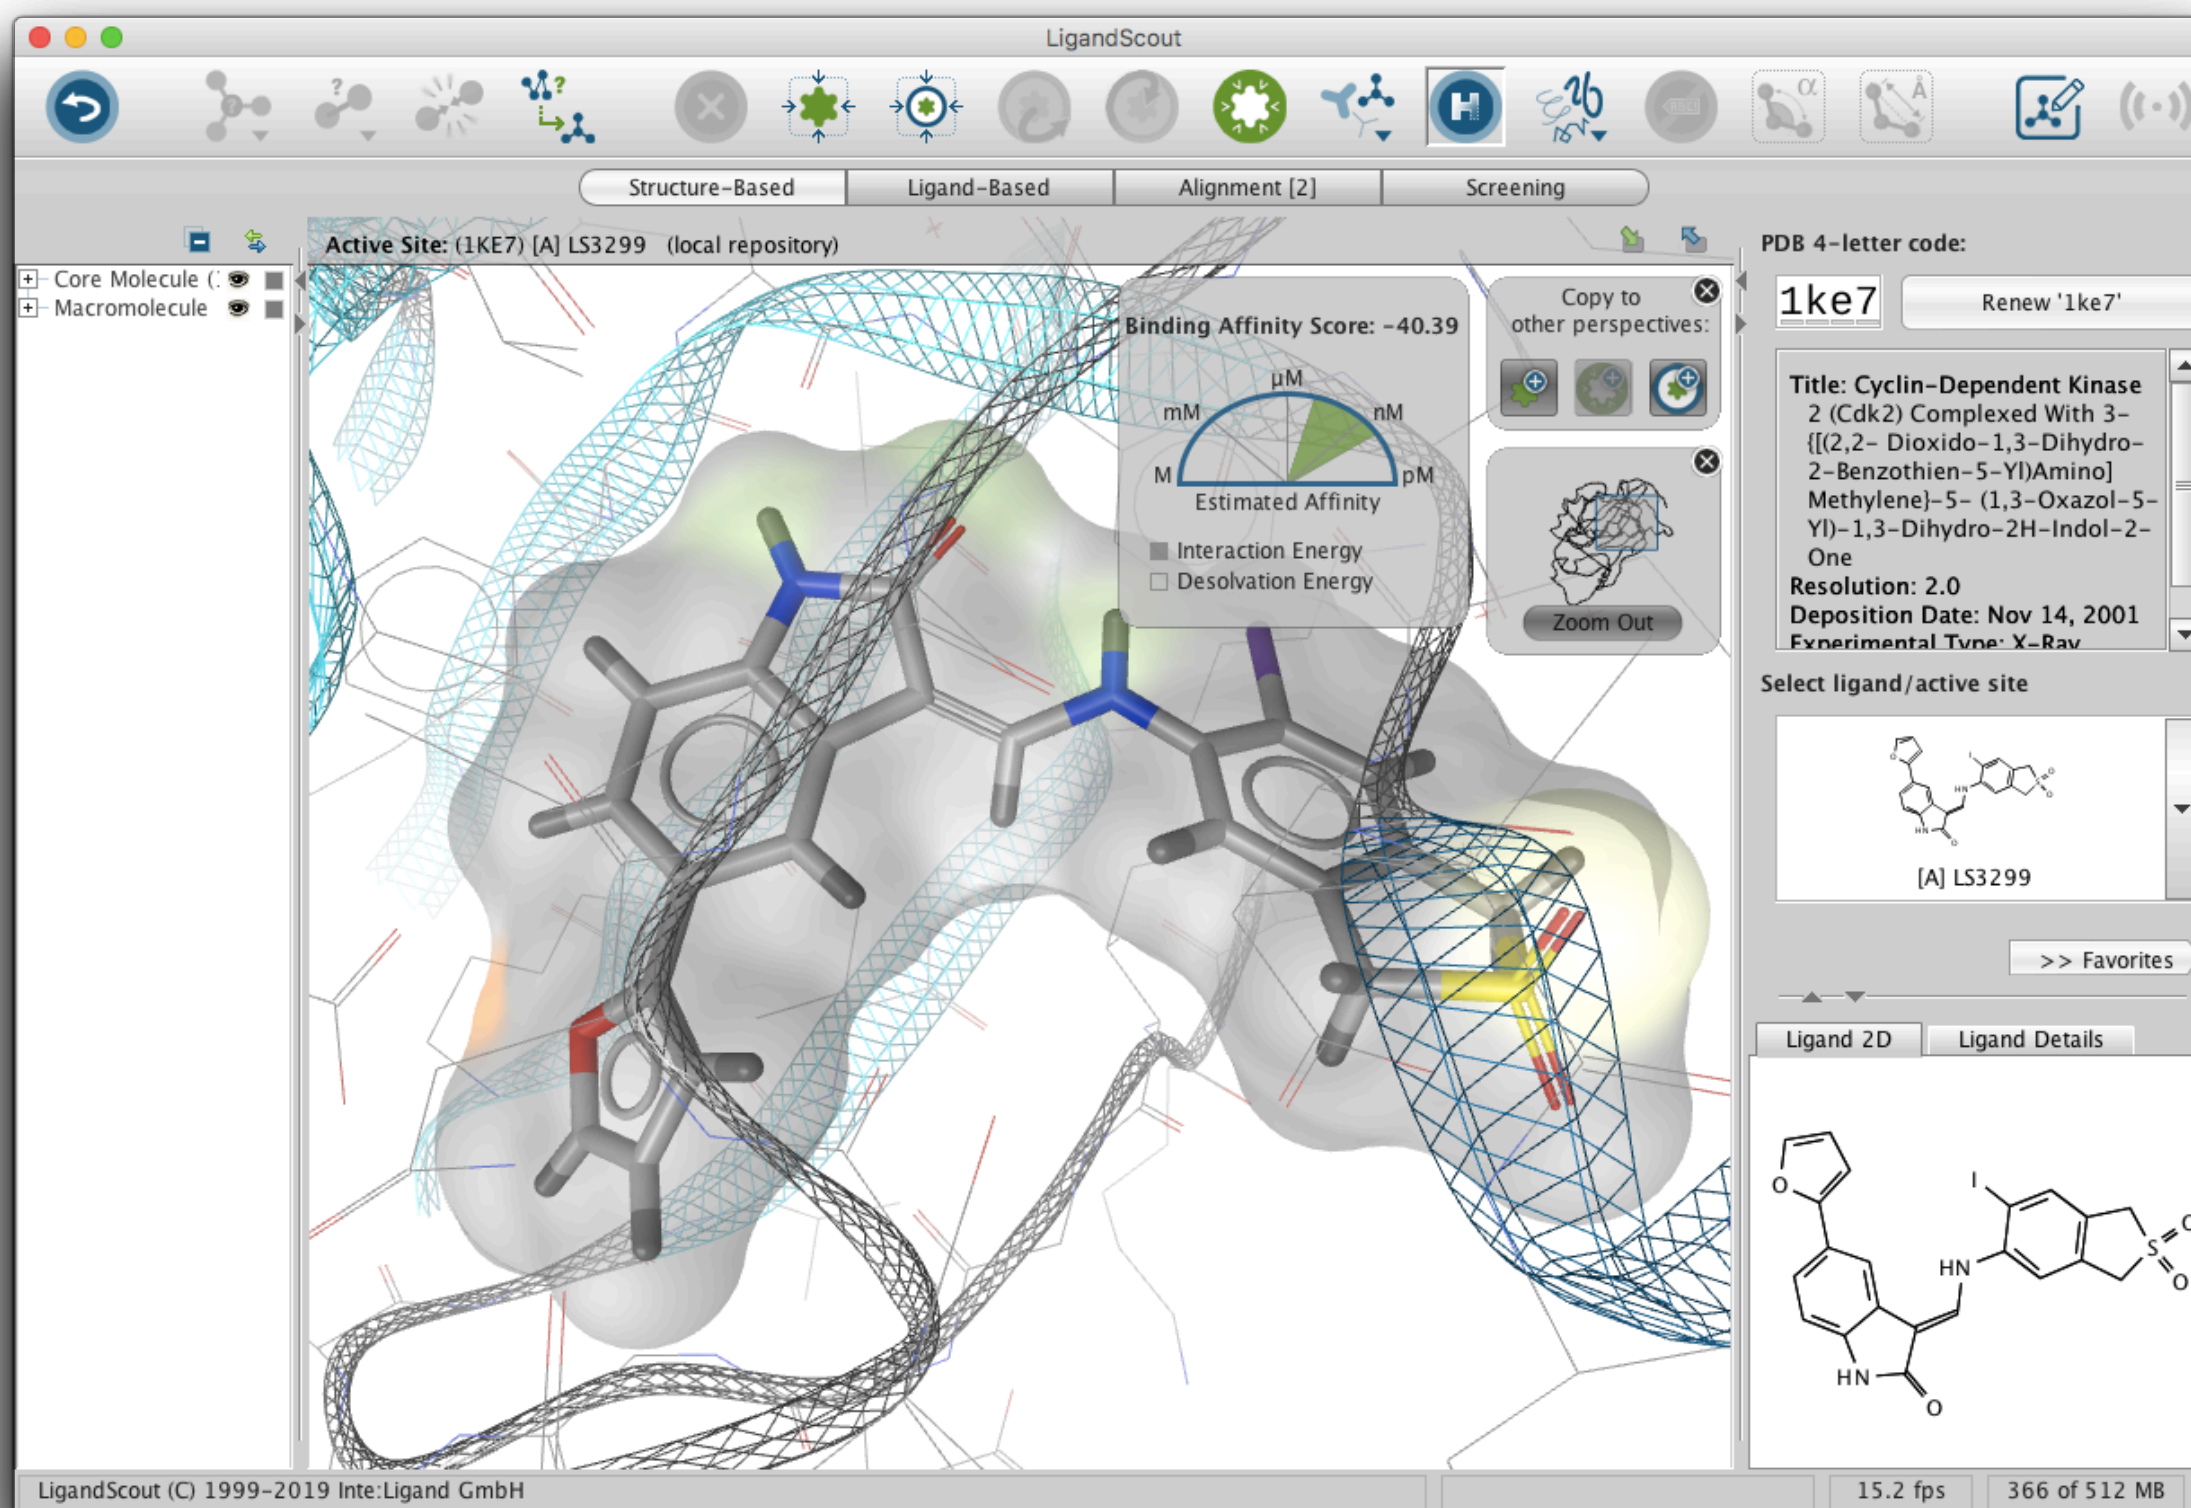 LigandScout
Structure-Based
Ligand-Based
Alignment [2]
Screening
Active Site: (1KE7) [A] LS3299 (local repository)
Core Molecule (
Macromolecule
Binding Affinity Score: -40.39
µM
mM
nM
M
pM
Estimated Affinity
Interaction Energy
Desolvation Energy
Copy to
other perspectives:
Zoom Out
PDB 4-letter code:
1ke7
Renew '1ke7'
Title: Cyclin-Dependent Kinase
2 (Cdk2) Complexed With 3-
{[(2,2- Dioxido-1,3-Dihydro-
2-Benzothien-5-Yl)Amino]
Methylene}-5- (1,3-Oxazol-5-
Yl)-1,3-Dihydro-2H-Indol-2-
One
Resolution: 2.0
Deposition Date: Nov 14, 2001
Experimental Type: X-Ray
Select ligand/active site
[A] LS3299
>> Favorites
Ligand 2D
Ligand Details
O
I
O
S
O
HN
HN
O
LigandScout (C) 1999-2019 Inte:Ligand GmbH
15.2 fps
366 of 512 MB